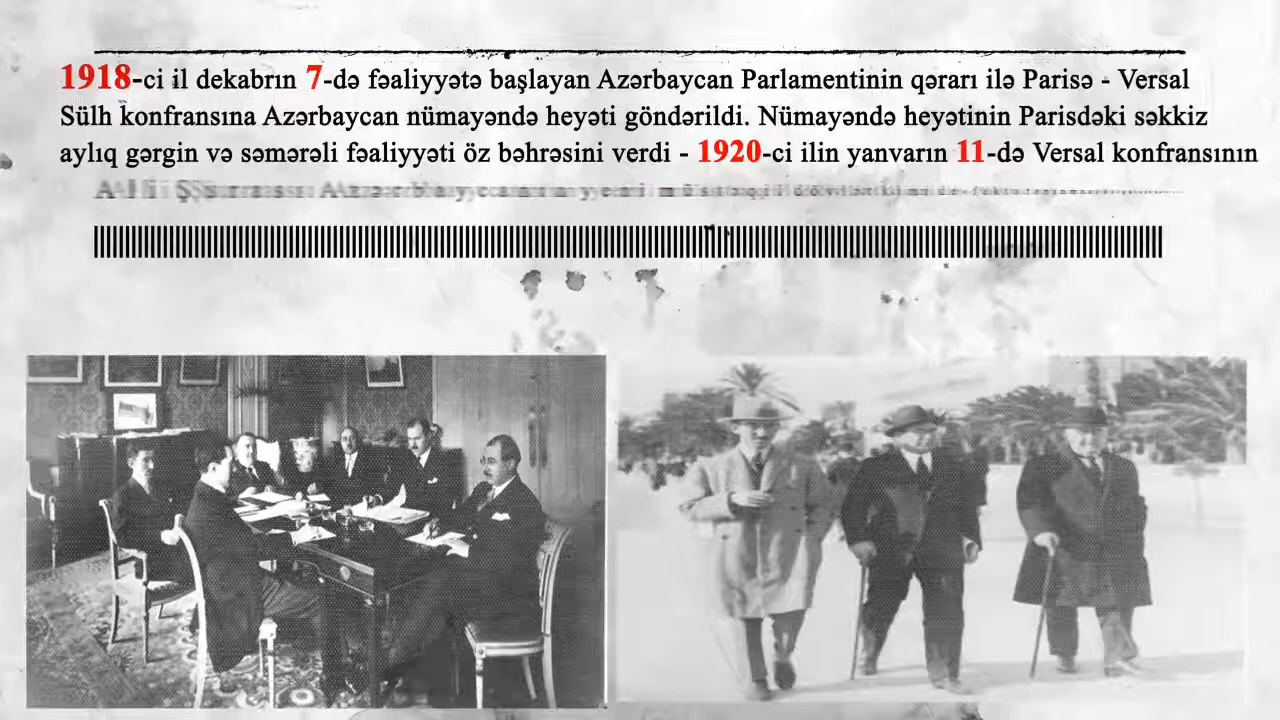 1918-ci il dekabrın 7-də fəaliyyətə başlayan Azərbaycan Parlamentinin qərarı ilə Parisə - Versal
Sülh konfransına Azərbaycan nümayəndə heyəti göndərildi. Nümayəndə heyətinin Parisdəki səkkiz
aylıq gərgin və səmərəli fəaliyyəti öz bəhrəsini verdi - 1920-ci ilin yanvarın 11-də Versal konfransının